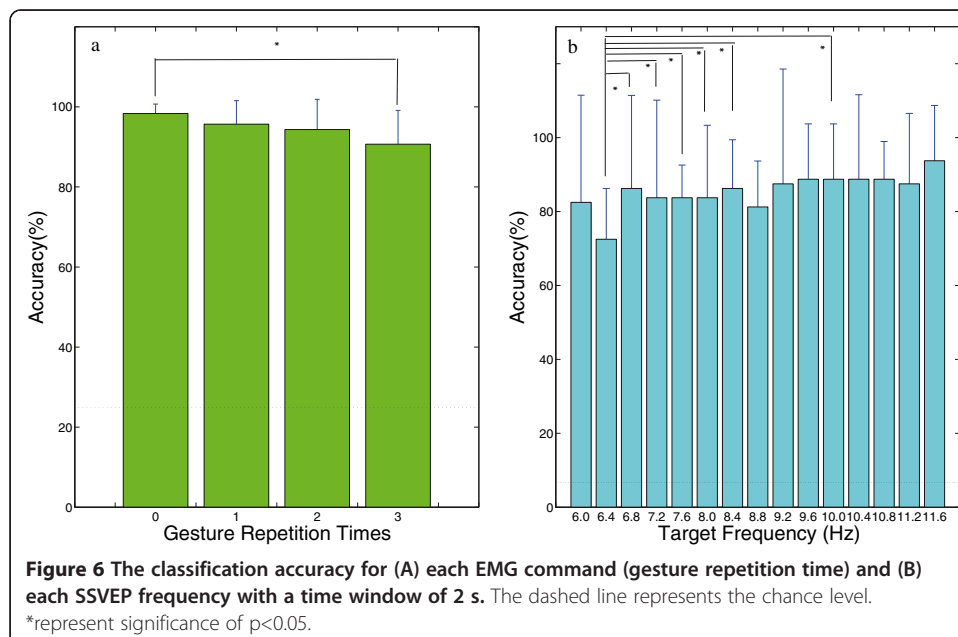 a
*
100
80
60
40
20
0
Accuracy(%)
0 1 2 3
Gesture Repetition Times
b
* * * * * * *
100
80
60
40
20
0
Accuracy(%)
6.0 6.4 6.8 7.2 7.6 8.0 8.4 8.8 9.2 9.6 10.0 10.4 10.8 11.2 11.6
Target Frequency (Hz)
Figure 6 The classification accuracy for (A) each EMG command (gesture repetition time) and (B)
each SSVEP frequency with a time window of 2 s. The dashed line represents the chance level.
*represent significance of p<0.05.